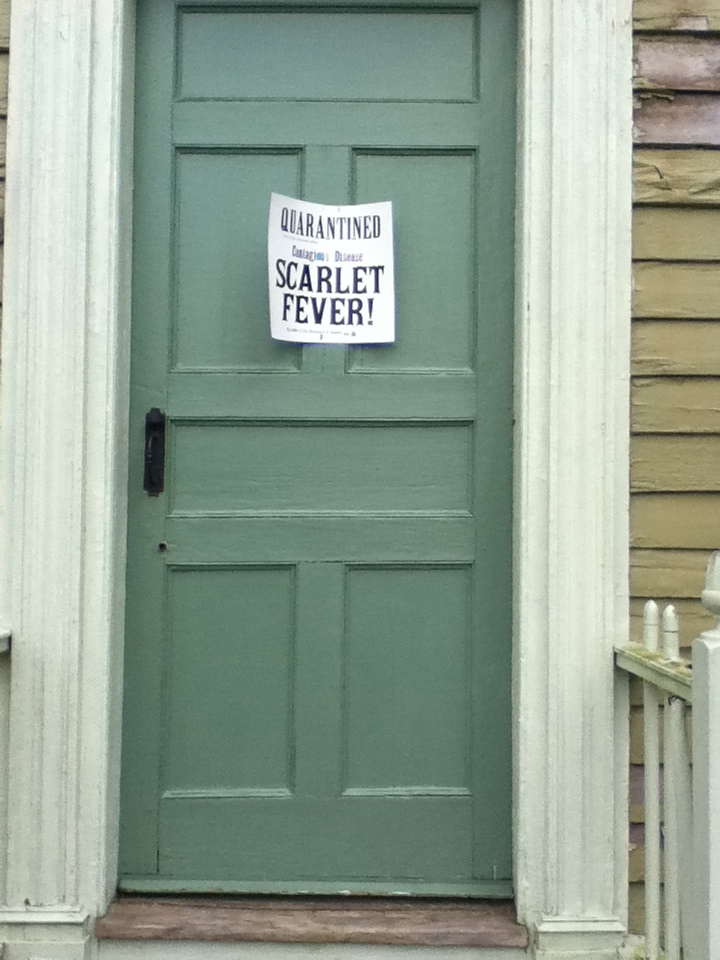 QUARANTINED
Contagious Disease
SCARLET
FEVER!